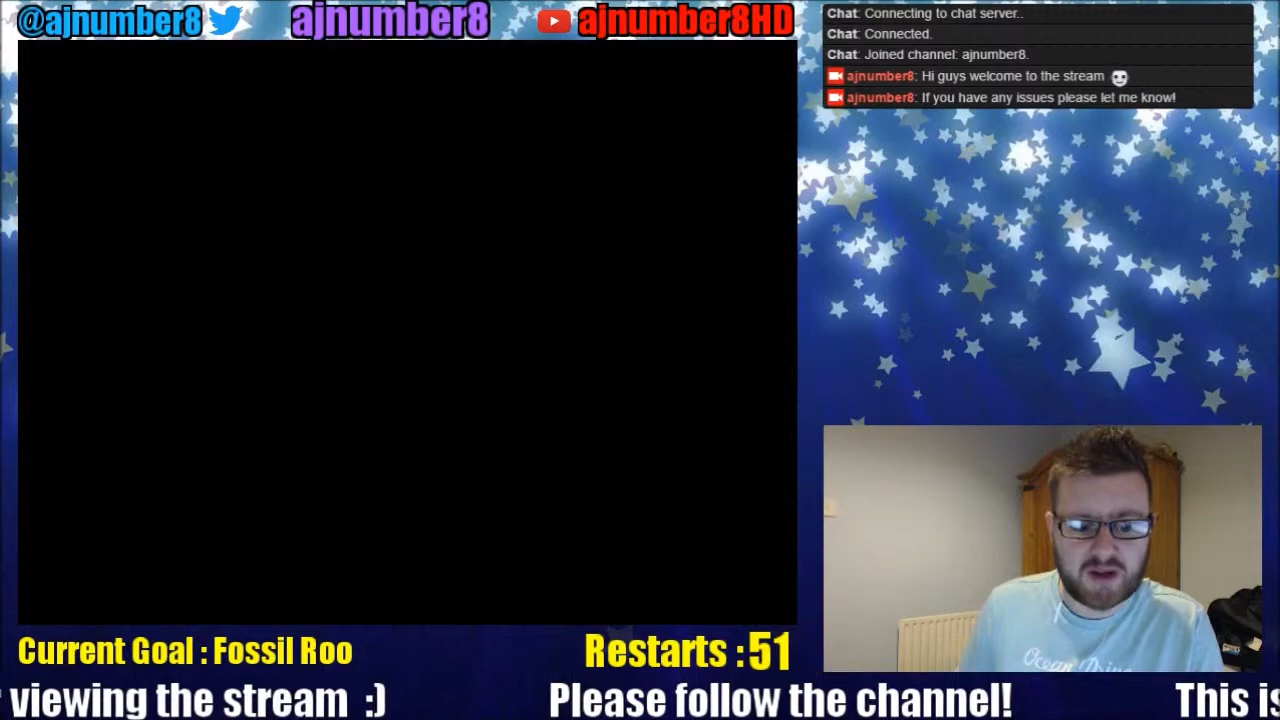 @ajnumber8
ajnumber8
ajnumber8HD
Chat: Connecting to chat server..
Chat: Connected.
Chat: Joined channel: ajnumber8.
ajnumber8: Hi guys welcome to the stream
ajnumber8: If you have any issues please let me know!
Ocean Drive
Current Goal : Fossil Roo
Restarts : 51
viewing the stream :)
Please follow the channel!
This is